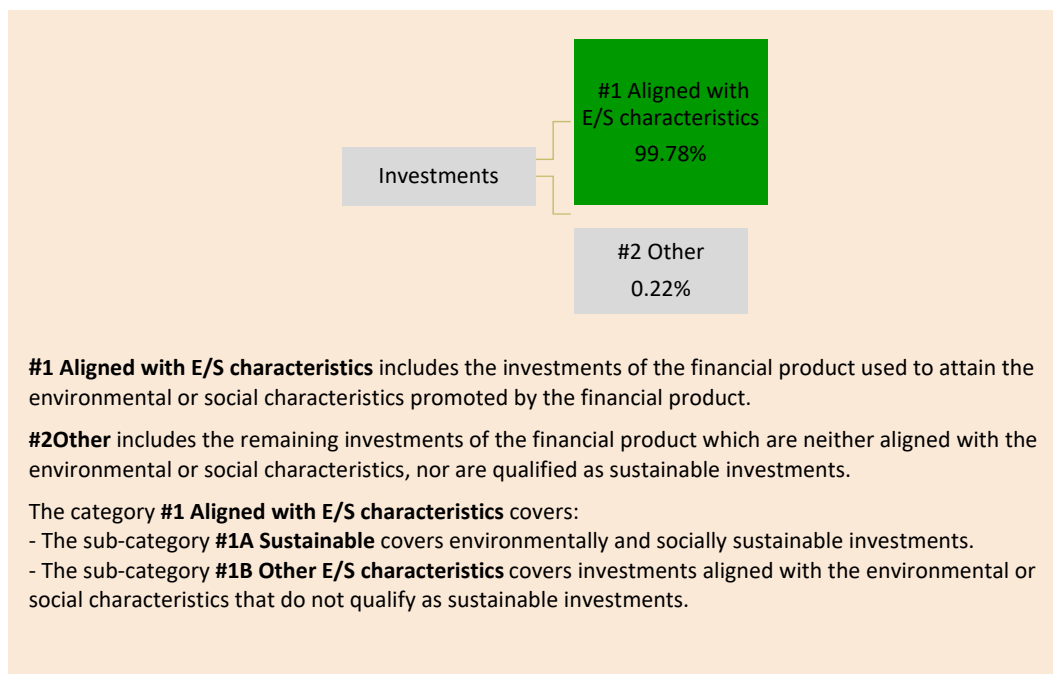 #1 Aligned with
E/S characteristics
99.78%
Investments
#2 Other
0.22%
#1 Aligned with E/S characteristics includes the investments of the financial product used to attain the
environmental or social characteristics promoted by the financial product.
#2Other includes the remaining investments of the financial product which are neither aligned with the
environmental or social characteristics, nor are qualified as sustainable investments.
The category #1 Aligned with E/S characteristics covers:
- The sub-category #1A Sustainable covers environmentally and socially sustainable investments.
- The sub-category #1B Other E/S characteristics covers investments aligned with the environmental or
social characteristics that do not qualify as sustainable investments.